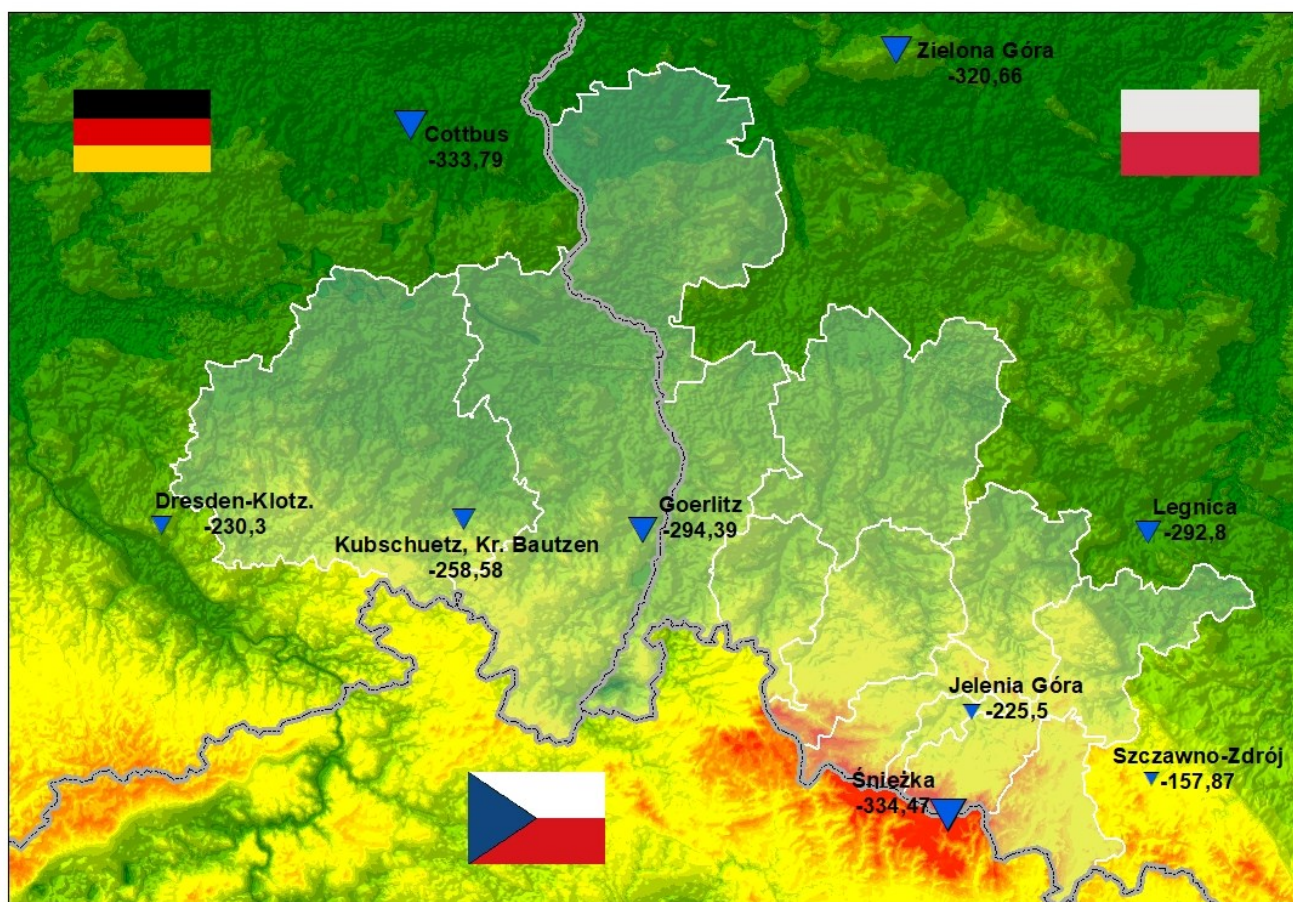 Zielona Góra
-320,66
Cottbus
-333,79
Dresden-Klotz.
-230,3
Kubschuetz, Kr. Bautzen
-258,58
Goerlitz
-294,39
Legnica
-292,8
Jelenia Góra
-225,5
Szczawno-Zdrój
-157,87
Śnieżka
-334,47